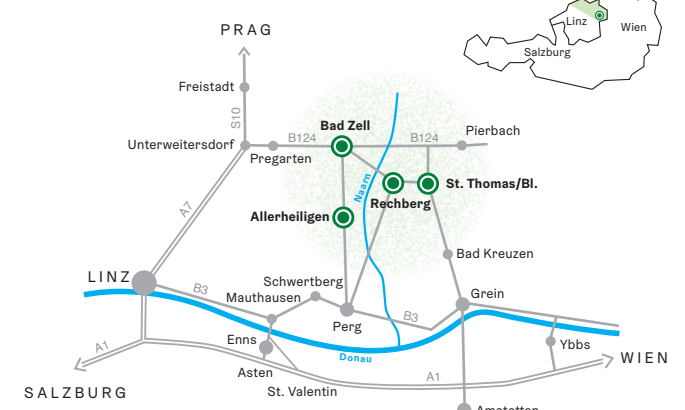 PRAG
Linz
Wien
Salzburg
Freistadt
S10
Bad Zell
B124
B124
Pierbach
Unterweitersdorf
Pregarten
Naarn
St. Thomas/Bl.
Rechberg
A7
Allerheiligen
Bad Kreuzen
LINZ
B3
Schwertberg
Mauthausen
Grein
Perg
B3
Enns
Donau
Ybbs
A1
WIEN
Asten
A1
SALZBURG
St. Valentin
Amstetten